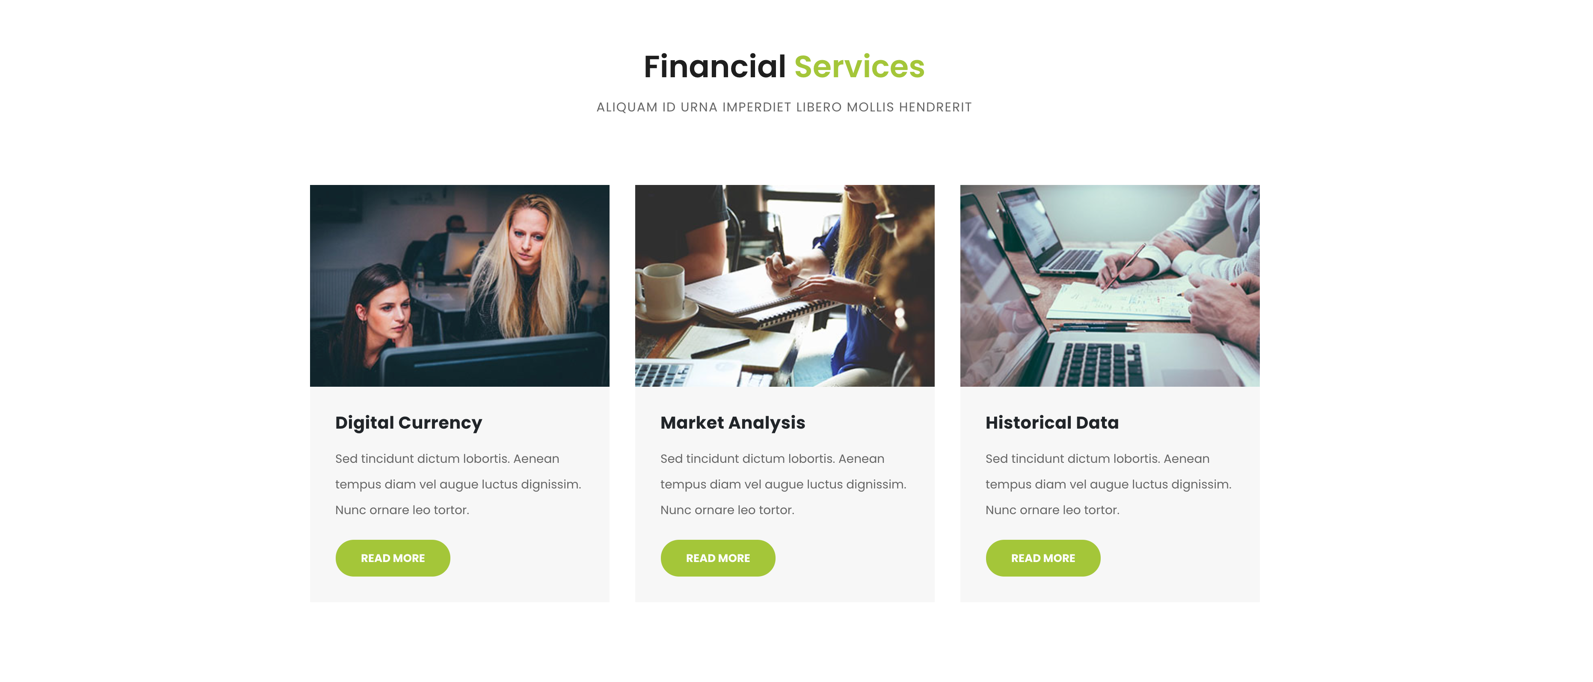 Financial Services
ALIQUAM ID URNA IMPERDIET LIBERO MOLLIS HENDRERIT
Digital Currency
Sed tincidunt dictum lobortis. Aenean
tempus diam vel augue luctus dignissim.
Nunc ornare leo tortor.
READ MORE
Market Analysis
Sed tincidunt dictum lobortis. Aenean
tempus diam vel augue luctus dignissim.
Nunc ornare leo tortor.
READ MORE
Historical Data
Sed tincidunt dictum lobortis. Aenean
tempus diam vel augue luctus dignissim.
Nunc ornare leo tortor.
READ MORE